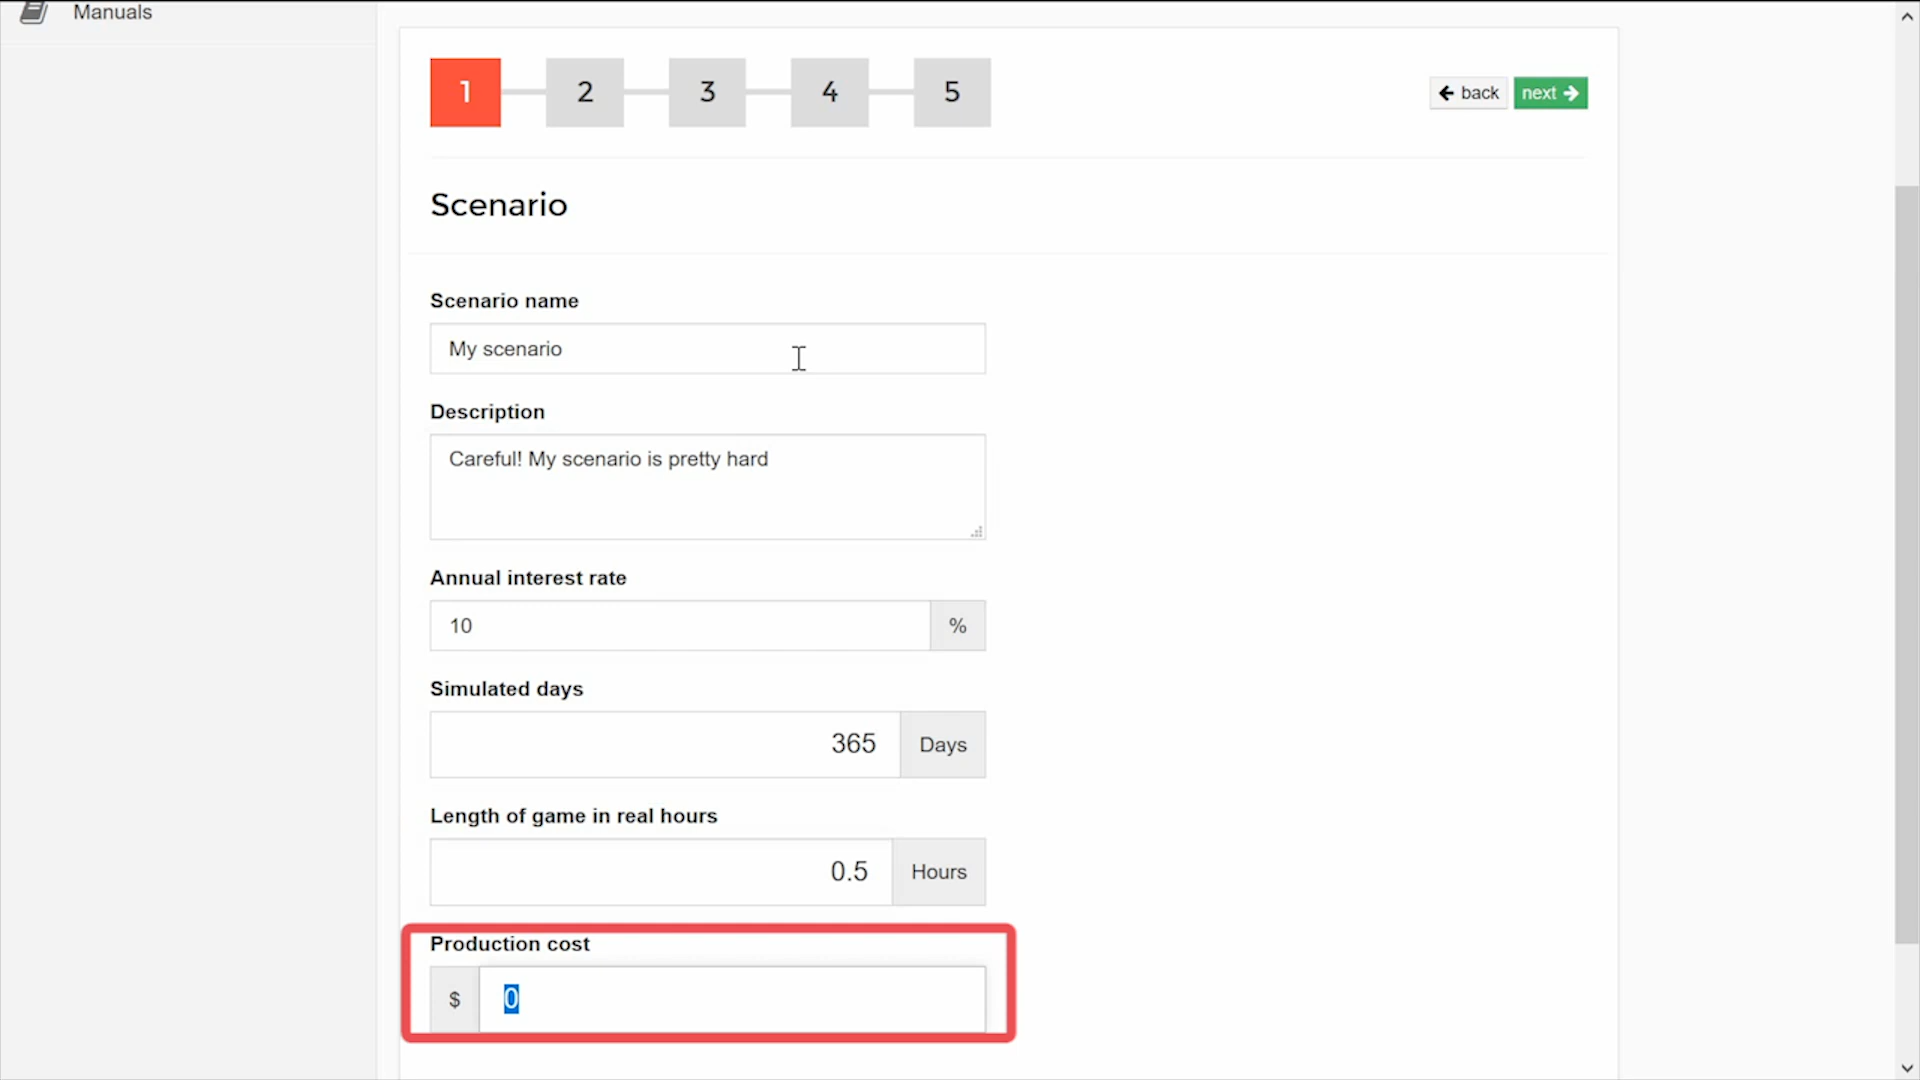 Manuals
1 2 3 4 5
back next
Scenario
Scenario name
My scenario
Description
Careful! My scenario is pretty hard
Annual interest rate
10 %
Simulated days
365 Days
Length of game in real hours
0.5 Hours
Production cost
$ 0